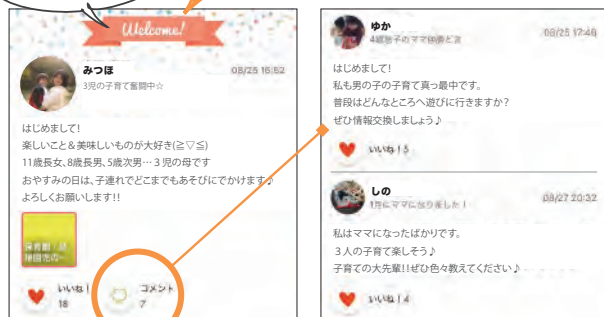 Welcome!
みつほ
08/25 16:52
3児の子育て奮闘中☆
はじめまして!
楽しいこと&美味しいものが大好き(≧▽≦)
11歳長女、8歳長男、5歳次男…３児の母です
おやすみの日は、子連れでどこまでもあそびにでかけます♪
よろしくお願いします!!
いいね!
18
コメント
7
ゆか
08/25 17:46
はじめまして!
私も男の子の子育て真っ最中です。
普段はどんなところへ遊びに行きますか?
ぜひ情報交換しましょう♪
いいね!5
しの
1月にママになりました!
08/27 20:32
私はママになったばかりです。
３人の子育て楽しそう♪
子育ての大先輩!!ぜひ色々教えてください♪
いいね!4